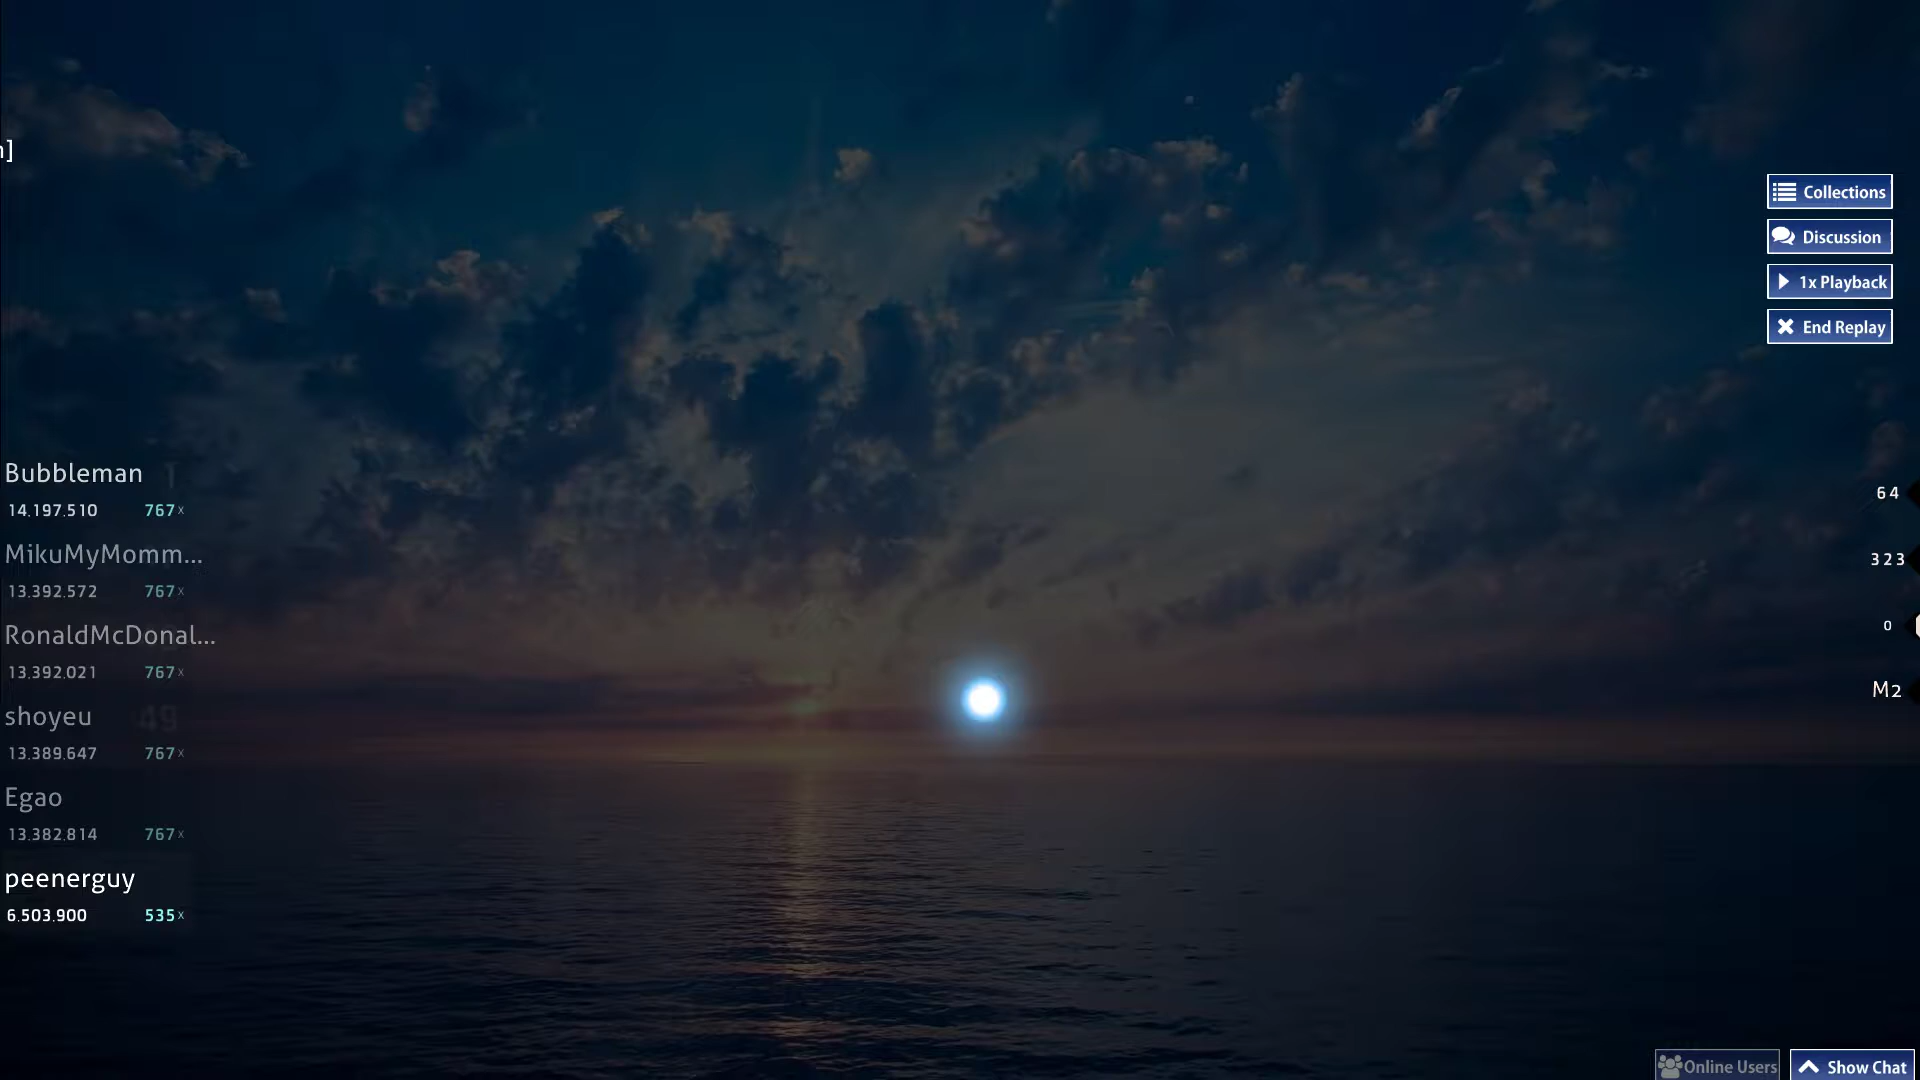 n]
Collections
Discussion
1x Playback
End Replay
Bubbleman 1
14.197.510 767x
MikuMyMomm...
13.392.572 767x
RonaldMcDonal...
13.392.021 767x
shoyeu 49
13.389.647 767x
Egao
13.382.814 767x
peenerguy
6.503.900 535x
64
323
0
M2
Online Users
Show Chat